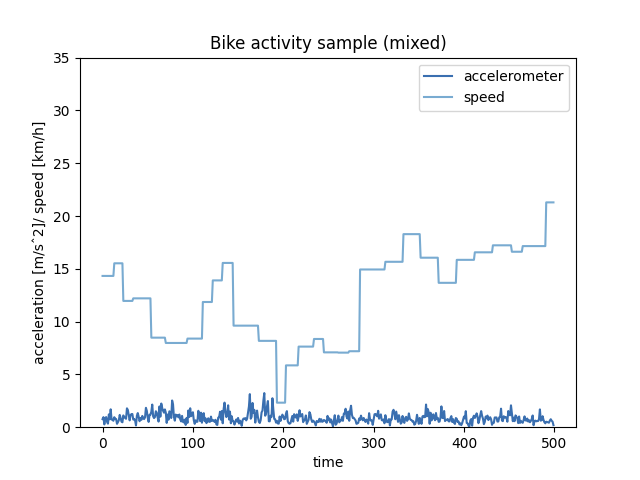 Bike activity sample (mixed)
acceleration [m/s^2]/ speed [km/h]
35
30
25
20
15
10
5
0
accelerometer
speed
0 100 200 300 400 500
time